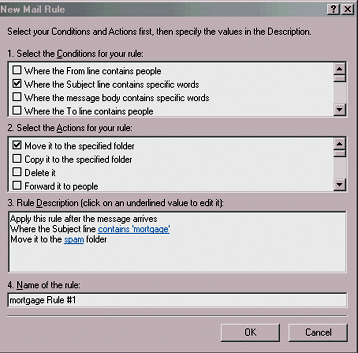 New Mail Rule
Select your Conditions and Actions first, then specify the values in the Description.
1. Select the Conditions for your rule:
Where the From line contains people
Where the Subject line contains specific words
Where the message body contains specific words
Where the To line contains people
2. Select the Actions for your rule:
Move it to the specified folder
Copy it to the specified folder
Delete it
Forward it to people
3. Rule Description (click on an underlined value to edit it):
Apply this rule after the message arrives
Where the Subject line contains 'mortgage'
Move it to the spam folder
4. Name of the rule:
mortgage Rule #1
OK Cancel